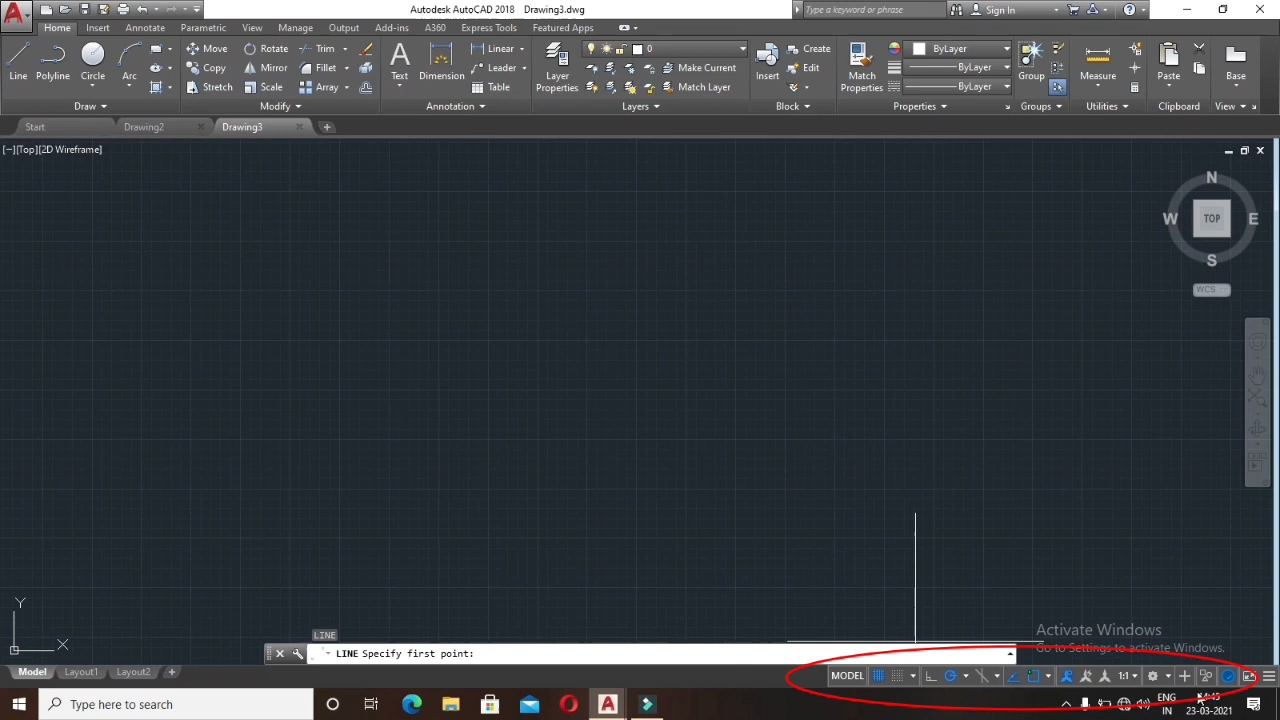 Autodesk AutoCAD 2018 Drawing3.dwg
Type a keyword or phrase
Sign In
Home Insert Annotate Parametric View Manage Output Add-ins A360 Express Tools Featured Apps
Line Polyline Circle Arc
Move Rotate Trim
Copy Mirror Fillet
Stretch Scale Array
Text Dimension
Linear
Leader
Table
Layer Properties
0
Make Current
Match Layer
Insert
Create
Edit
Match Properties
ByLayer
ByLayer
ByLayer
Group
Measure
Paste
Base
Draw Modify Annotation Layers Block Properties Groups Utilities Clipboard View
Start Drawing2 Drawing3
[−][Top][2D Wireframe]
N
W TOP E
S
WCS
Y
X
LINE
LINE Specify first point:
Activate Windows
Go to Settings to activate Windows.
Model Layout1 Layout2
MODEL 1:1
Type here to search
ENG
IN
23-03-2021